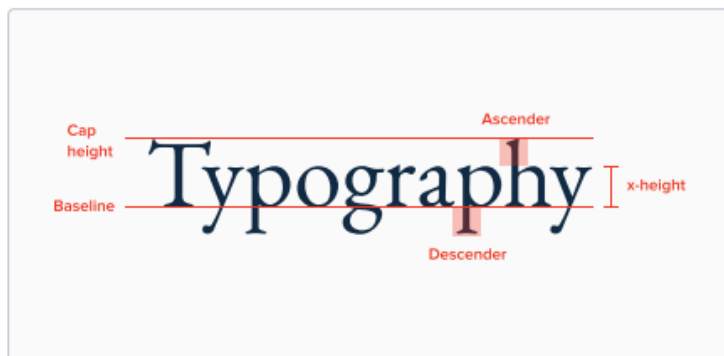 Ascender
Cap
height
Typography
x-height
Baseline
Descender